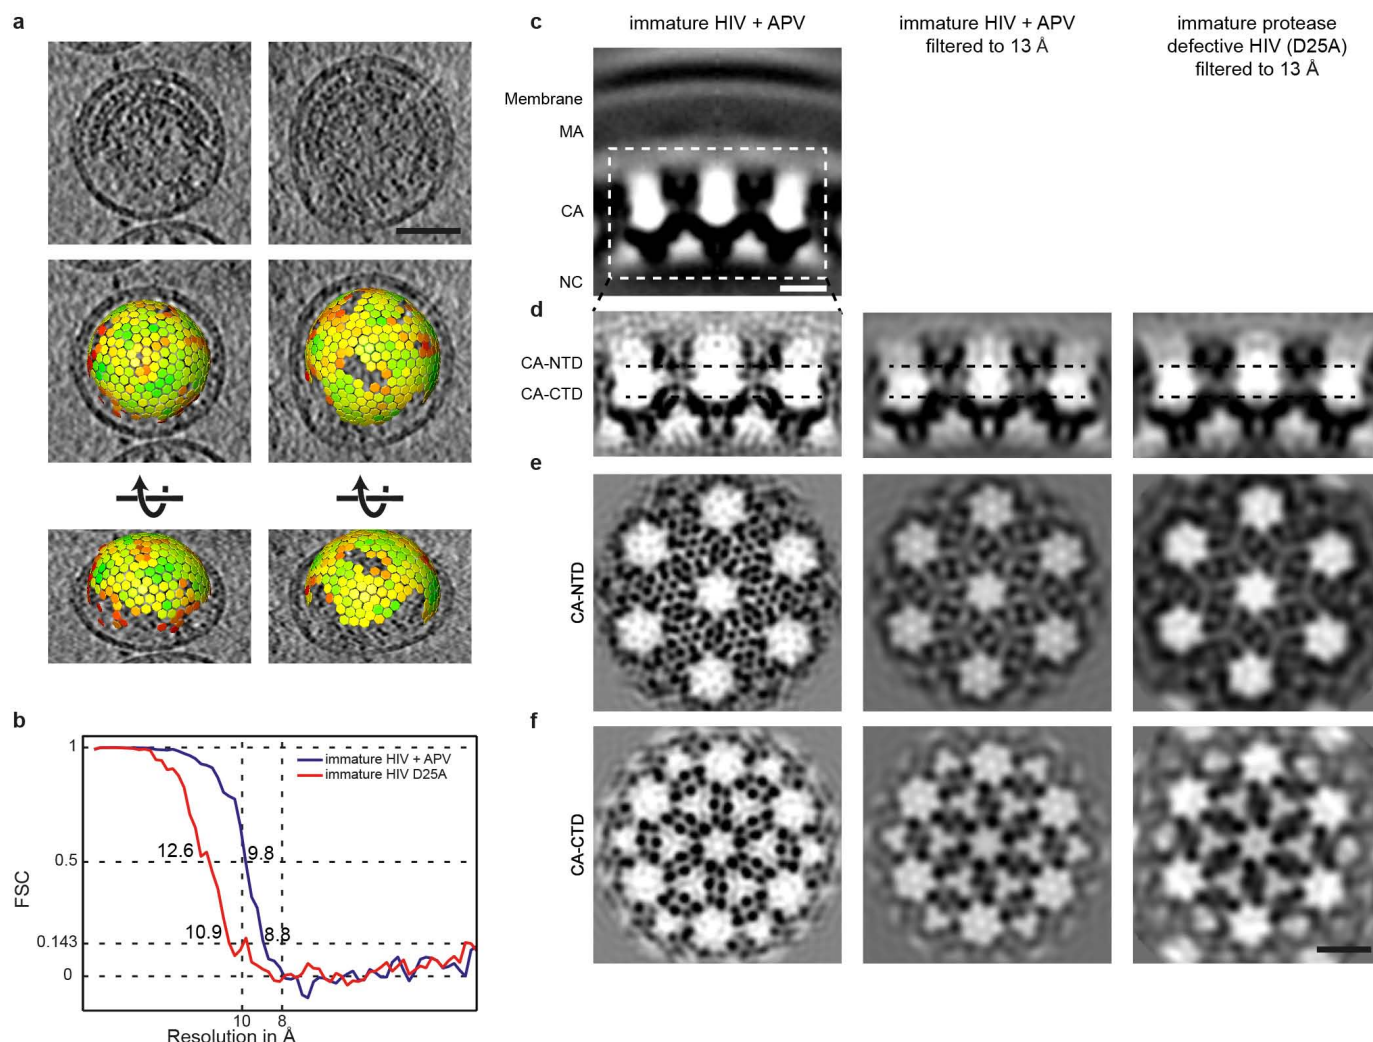 a
b
1
immature HIV + APV
immature HIV D25A
12.6
9.8
0.5
FSC
10.9
8.8
0.143
0
10
8
Resolution in Å
c
immature HIV + APV
immature HIV + APV
filtered to 13 Å
immature protease
defective HIV (D25A)
filtered to 13 Å
Membrane
MA
CA
NC
d
CA-NTD
CA-CTD
e
CA-NTD
f
CA-CTD